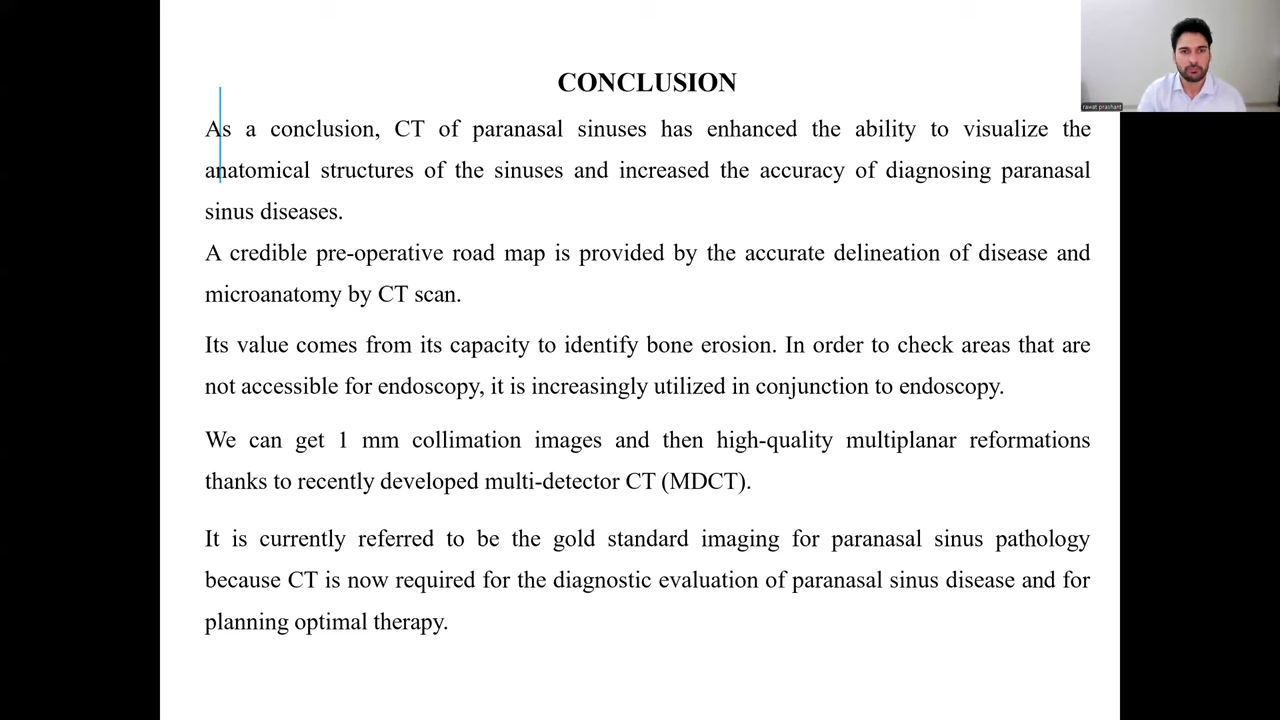 CONCLUSION
As a conclusion, CT of paranasal sinuses has enhanced the ability to visualize the
anatomical structures of the sinuses and increased the accuracy of diagnosing paranasal
sinus diseases.
A credible pre-operative road map is provided by the accurate delineation of disease and
microanatomy by CT scan.
Its value comes from its capacity to identify bone erosion. In order to check areas that are
not accessible for endoscopy, it is increasingly utilized in conjunction to endoscopy.
We can get 1 mm collimation images and then high-quality multiplanar reformations
thanks to recently developed multi-detector CT (MDCT).
It is currently referred to be the gold standard imaging for paranasal sinus pathology
because CT is now required for the diagnostic evaluation of paranasal sinus disease and for
planning optimal therapy.
rawat prashant